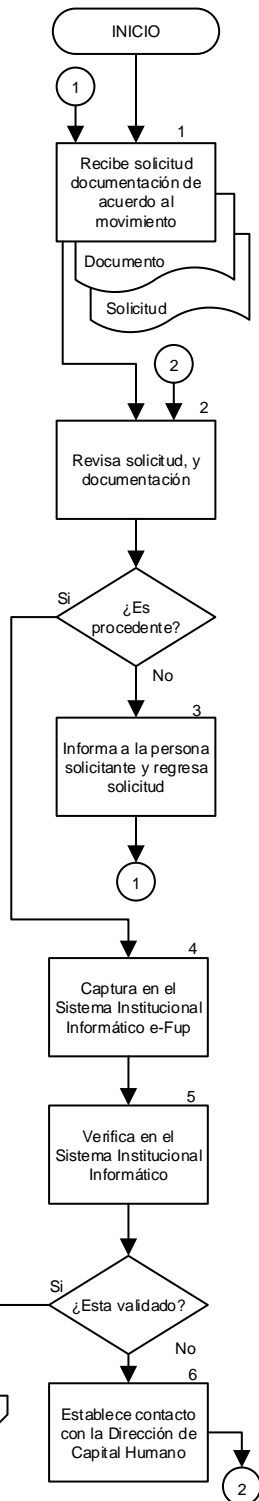 INICIO
1
1
Recibe solicitud
documentación de
acuerdo al
movimiento
Documento
Solicitud
2
2
Revisa solicitud, y
documentación
Si
¿Es
procedente?
No
3
Informa a la persona
solicitante y regresa
solicitud
1
4
Captura en el
Sistema Institucional
Informático e-Fup
5
Verifica en el
Sistema Institucional
Informático
Si
¿Esta validado?
No
6
Establece contacto
con la Dirección de
Capital Humano
2